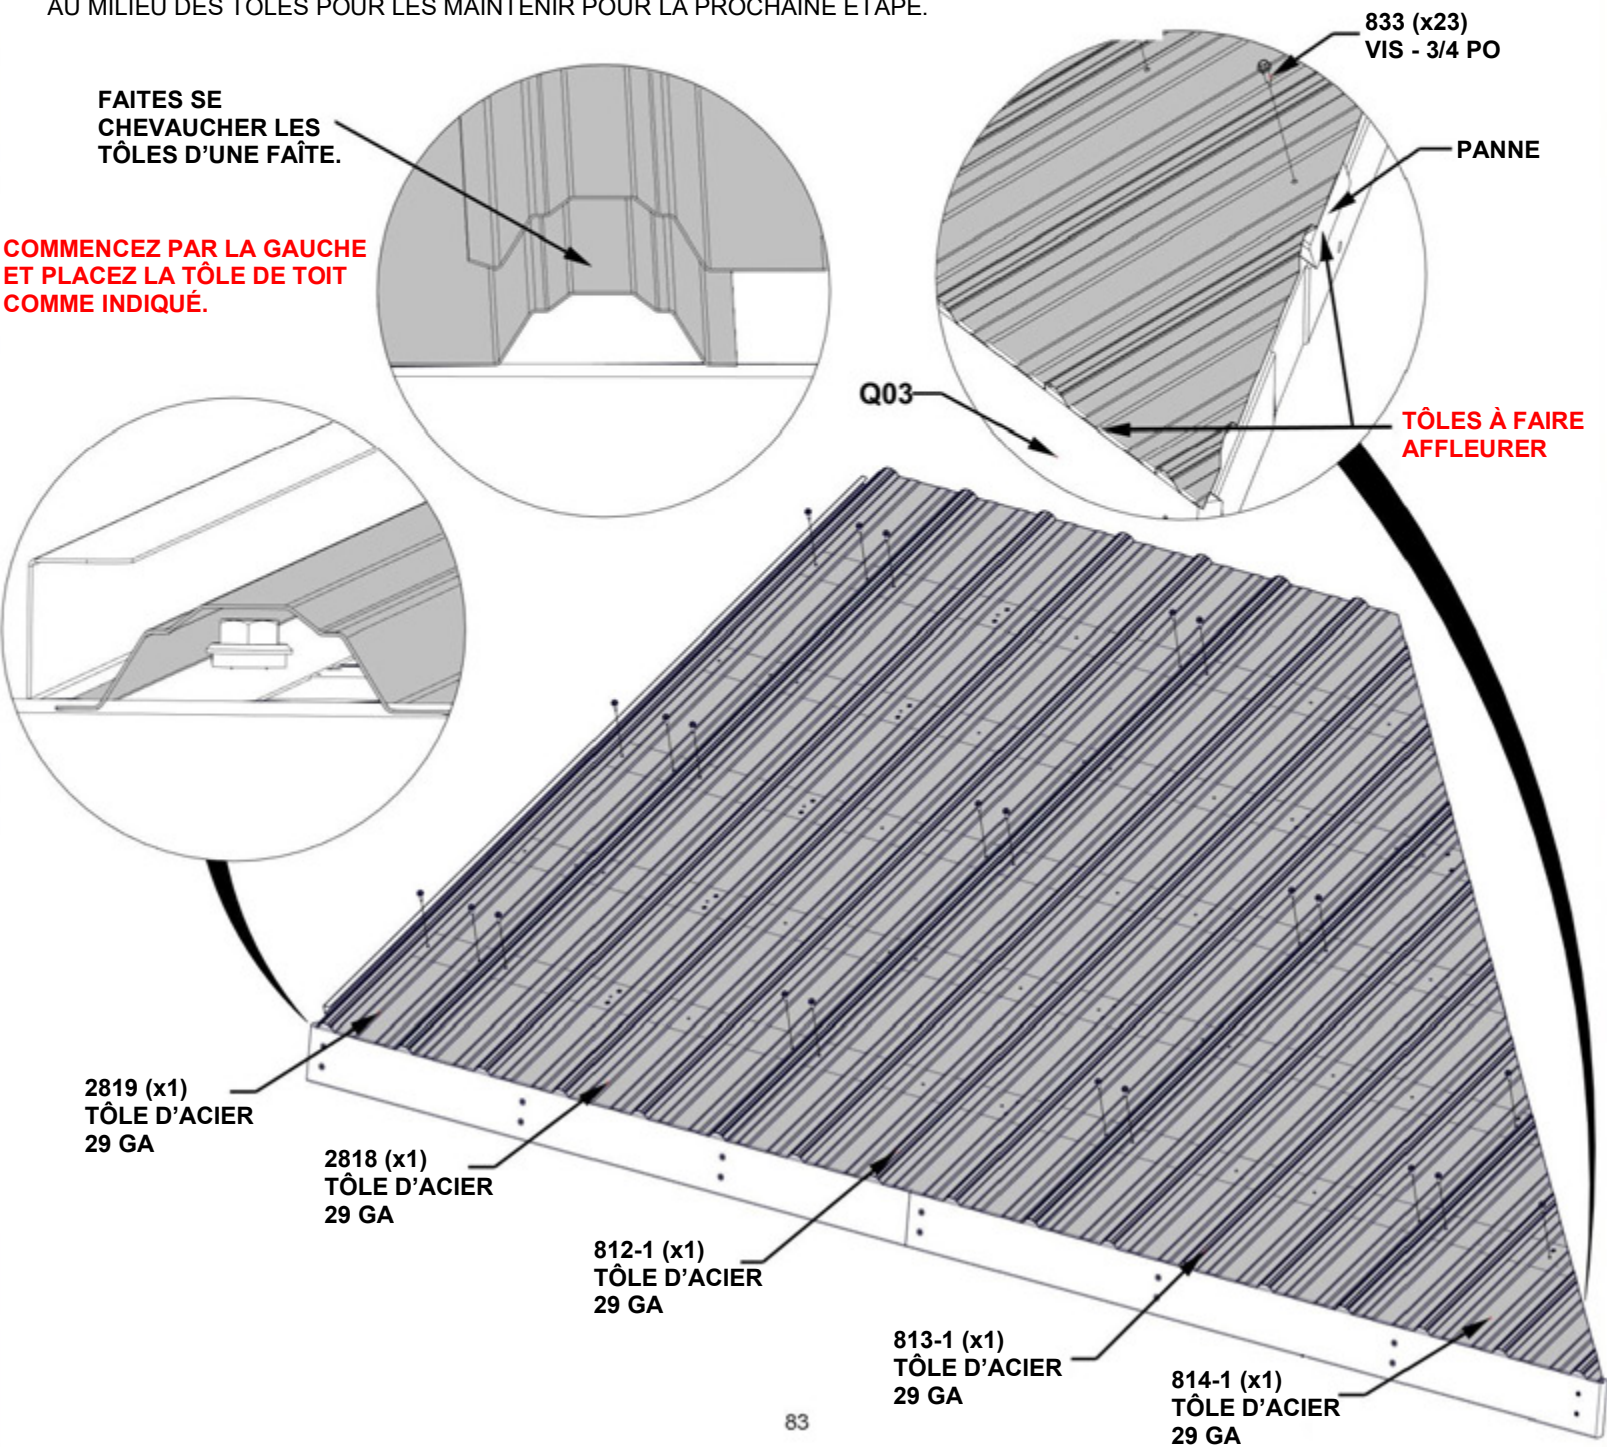 AU MILIEU DES TÔLES POUR LES MAINTENIR POUR LA PROCHAINE ÉTAPE.
833 (x23)
VIS - 3/4 PO
FAITES SE
CHEVAUCHER LES
TÔLES D'UNE FAÎTE.
PANNE
COMMENCEZ PAR LA GAUCHE
ET PLACEZ LA TÔLE DE TOIT
COMME INDIQUÉ.
Q03
TÔLES À FAIRE
AFFLEURER
2819 (x1)
TÔLE D'ACIER
29 GA
2818 (x1)
TÔLE D'ACIER
29 GA
812-1 (x1)
TÔLE D'ACIER
29 GA
813-1 (x1)
TÔLE D'ACIER
29 GA
814-1 (x1)
TÔLE D'ACIER
29 GA
83